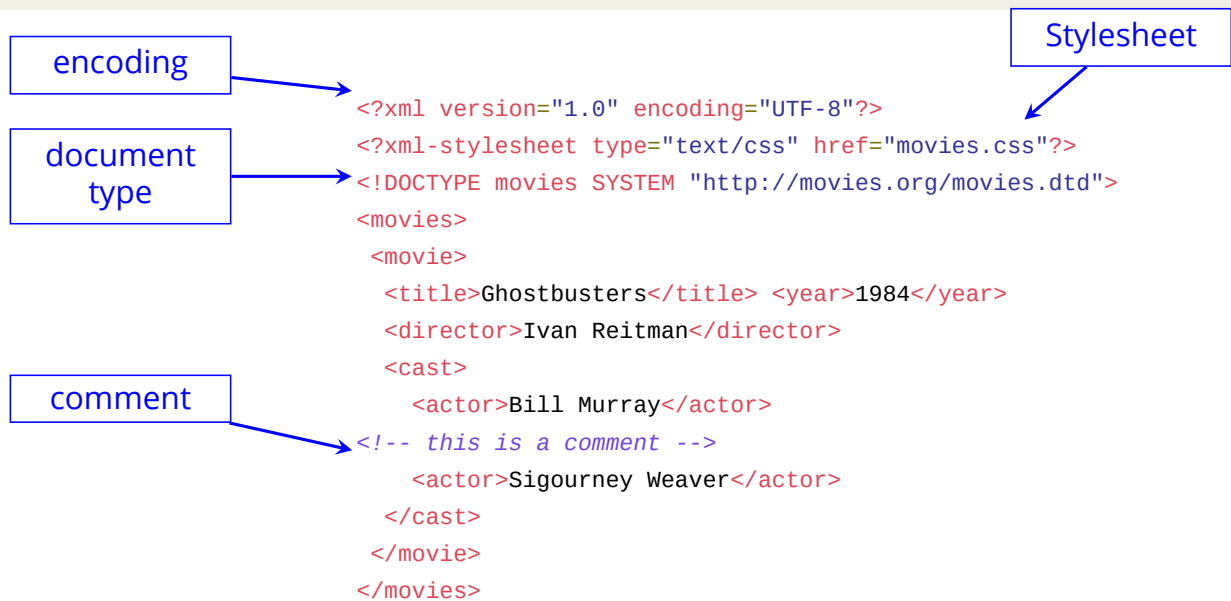 Stylesheet
encoding
<?xml version="1.0" encoding="UTF-8"?>
<?xml-stylesheet type="text/css" href="movies.css"?>
document
type
<!DOCTYPE movies SYSTEM "http://movies.org/movies.dtd">
<movies>
<movie>
<title>Ghostbusters</title> <year>1984</year>
<director>Ivan Reitman</director>
<cast>
<actor>Bill Murray</actor>
comment
<!-- this is a comment -->
<actor>Sigourney Weaver</actor>
</cast>
</movie>
</movies>